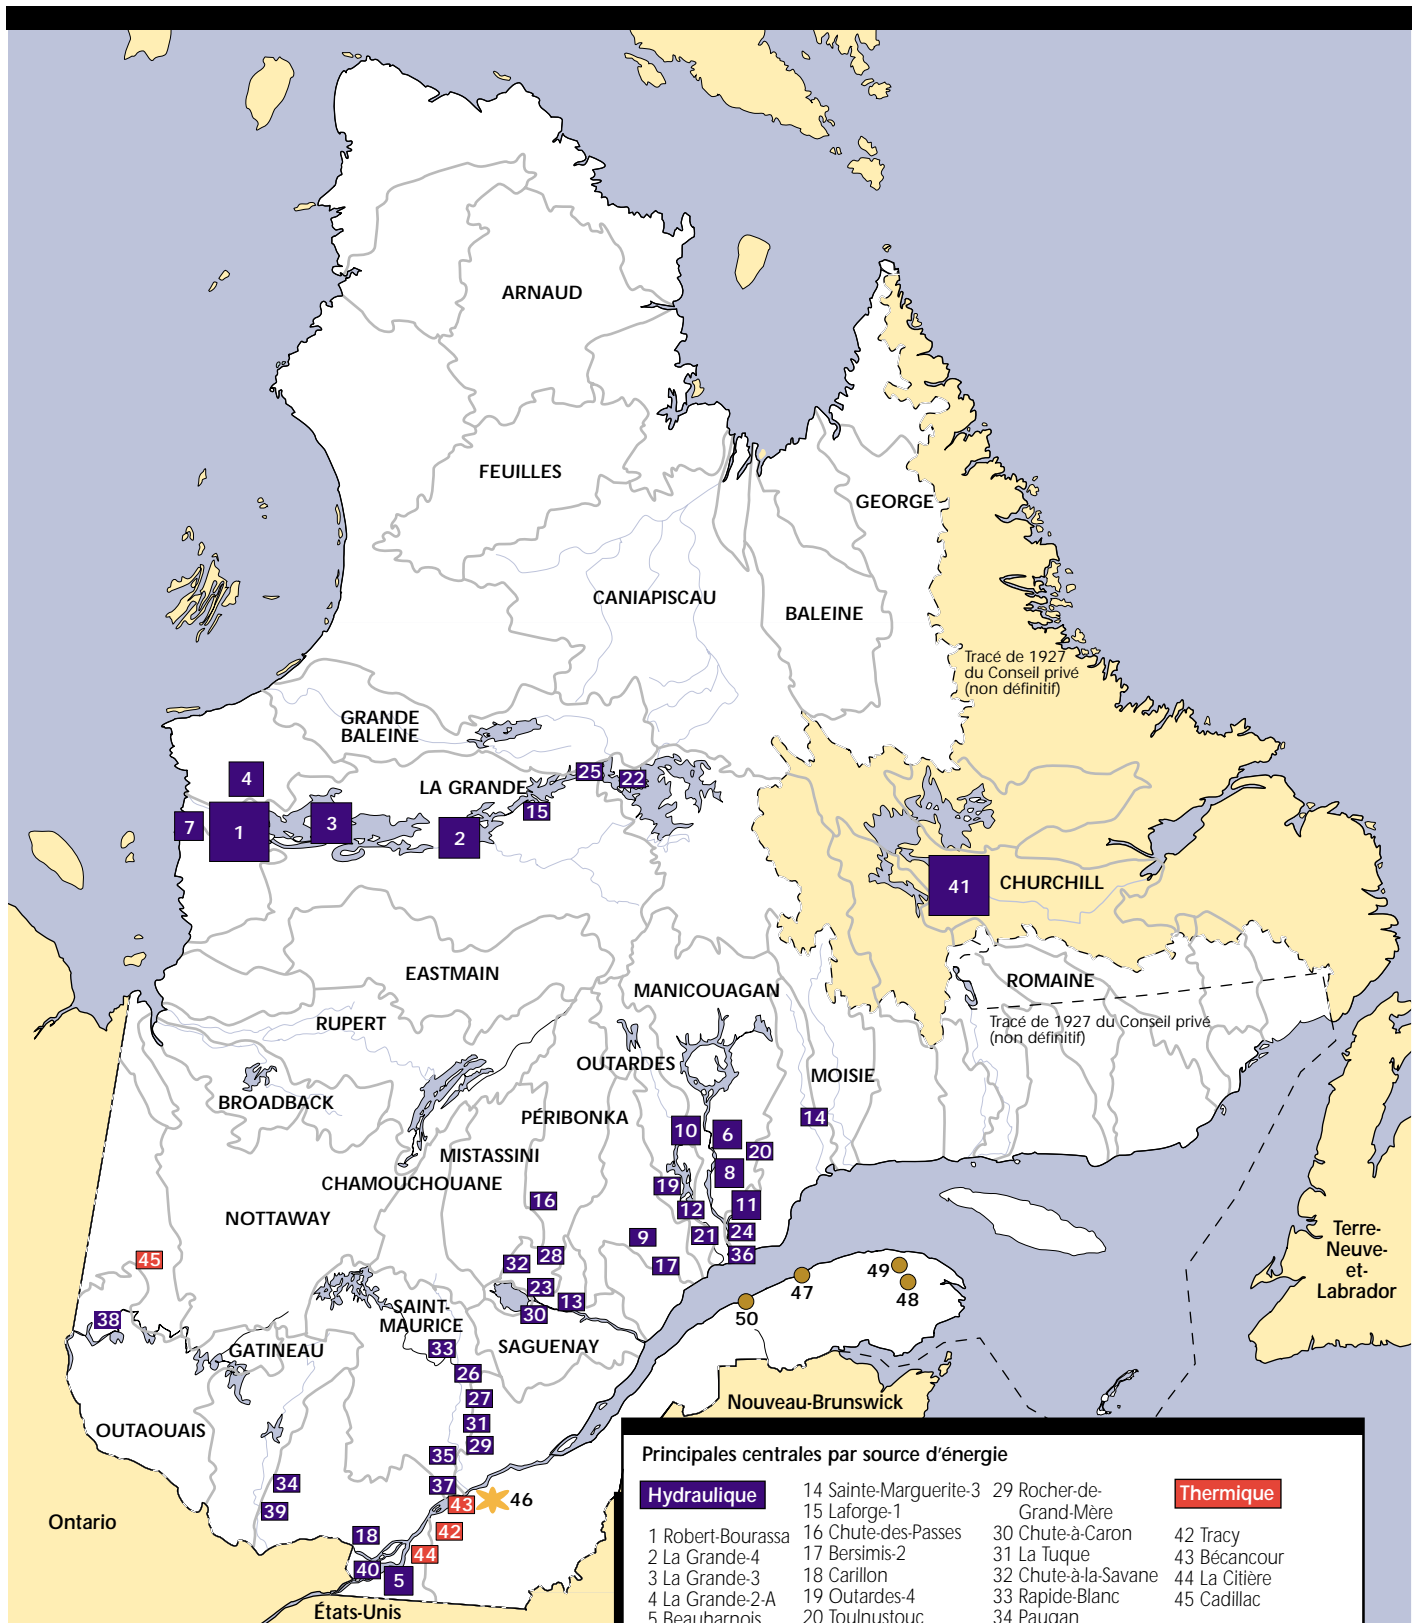 ARNAUD
FEUILLES
GEORGE
CANIAPISCAU
BALEINE
Tracé de 1927
du Conseil privé
(non définitif)
GRANDE
BALEINE
4
LA GRANDE
25
22
15
7
1
3
2
41
CHURCHILL
EASTMAIN
MANICOUAGAN
ROMAINE
RUPERT
Tracé de 1927 du Conseil privé
(non définitif)
OUTARDES
MOISIE
BROADBACK
PÉRIBONKA
14
10
6
MISTASSINI
20
CHAMOUCHOUANE
8
19
16
11
12
NOTTAWAY
24
21
9
36
28
45
32
17
49
47
48
23
13
50
30
38
SAINT-
MAURICE
SAGUENAY
GATINEAU
33
26
27
31
OUTAOUAIS
29
35
34
37
39
43
46
42
18
44
40
5
Terre-
Neuve-
et-
Labrador
Nouveau-Brunswick
Ontario
États-Unis
Principales centrales par source d'énergie
Hydraulique
1 Robert-Bourassa
2 La Grande-4
3 La Grande-3
4 La Grande-2-A
5 Beauharnois
14 Sainte-Marguerite-3
15 Laforge-1
16 Chute-des-Passes
17 Bersimis-2
18 Carillon
19 Outardes-4
20 Toulnustouc
29 Rocher-de-
Grand-Mère
30 Chute-à-Caron
31 La Tuque
32 Chute-à-la-Savane
33 Rapide-Blanc
34 Paugan
Thermique
42 Tracy
43 Bécancour
44 La Citière
45 Cadillac